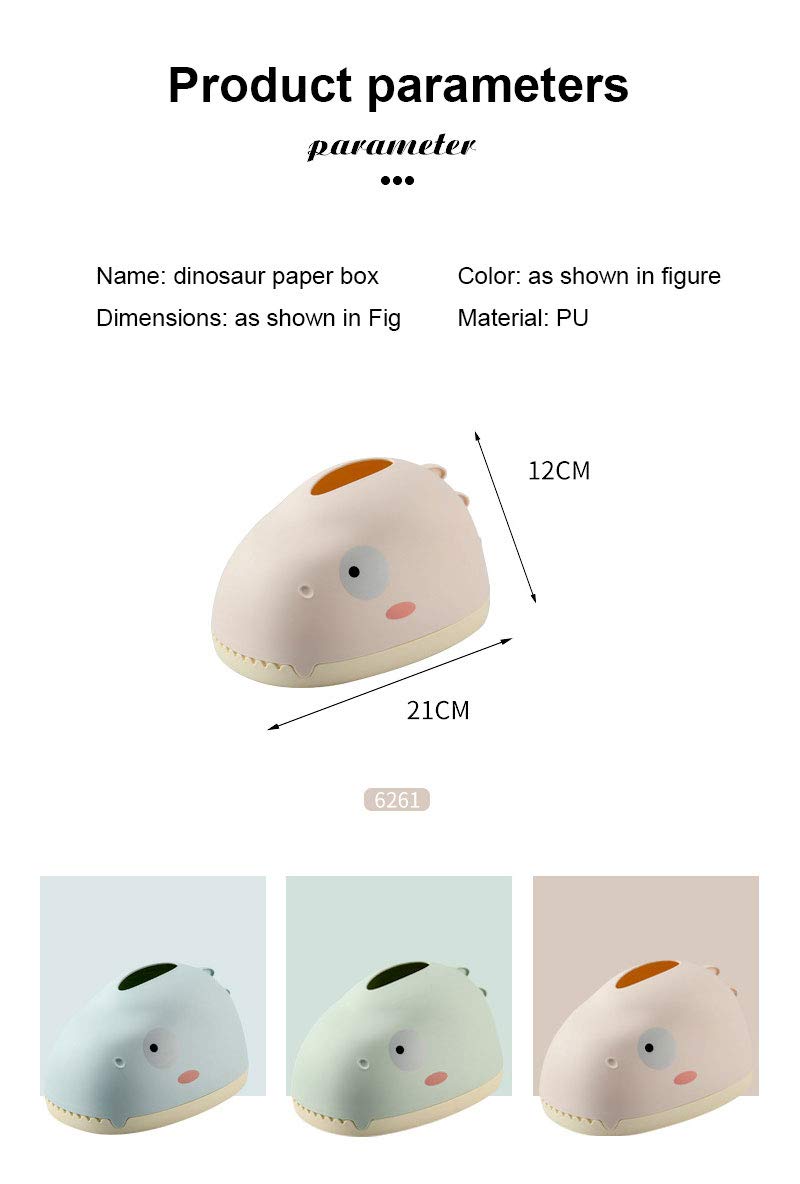 Product parameters
parameter
Name: dinosaur paper box
Color: as shown in figure
Dimensions: as shown in Fig
Material: PU
12CM
21CM
6261